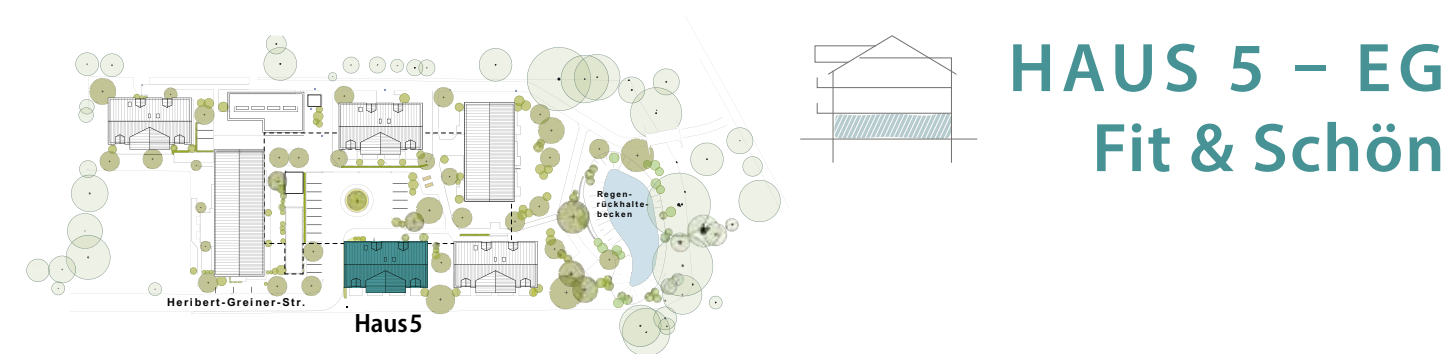 HAUS 5 – EG
Fit & Schön
Regen-
rückhalte-
becken
Heribert-Greiner-Str.
Haus5